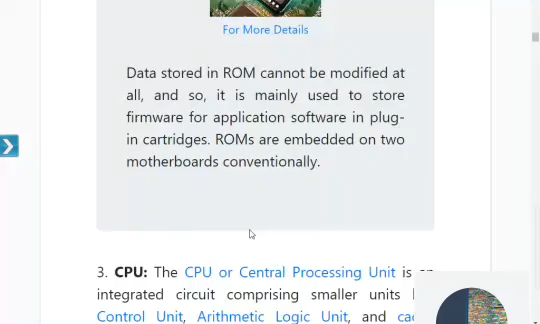 For More Details
Data stored in ROM cannot be modified at
all, and so, it is mainly used to store
firmware for application software in plug-
in cartridges. ROMs are embedded on two
motherboards conventionally.
3. CPU: The CPU or Central Processing Unit is an
integrated circuit comprising smaller units
Control Unit, Arithmetic Logic Unit, and